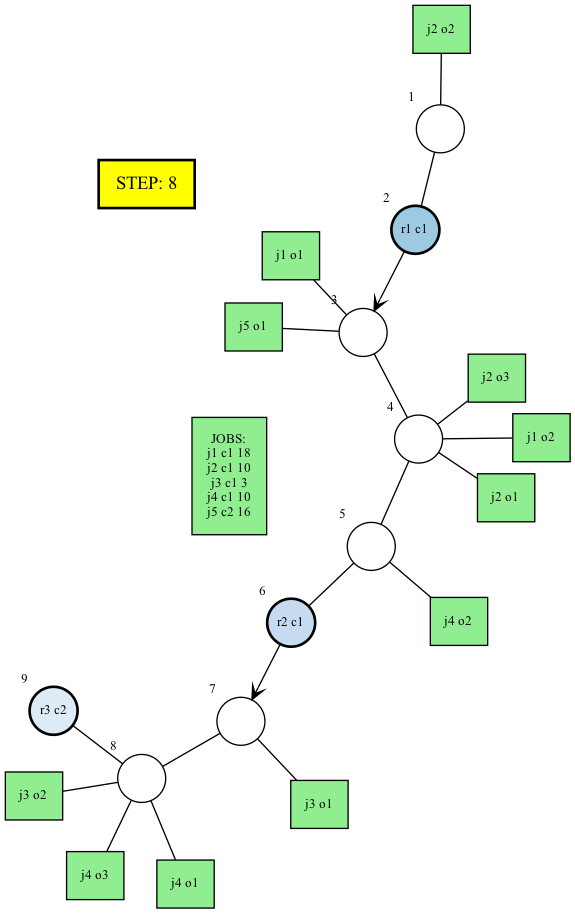 j2 o2
1
STEP: 8
2
r1 c1
j1 o1
3
j5 o1
j2 o3
4
j1 o2
JOBS:
j1 c1 18
j2 c1 10
j3 c1 3
j4 c1 10
j5 c2 16
j2 o1
5
6
r2 c1
j4 o2
9
7
r3 c2
8
j3 o2
j3 o1
j4 o3
j4 o1